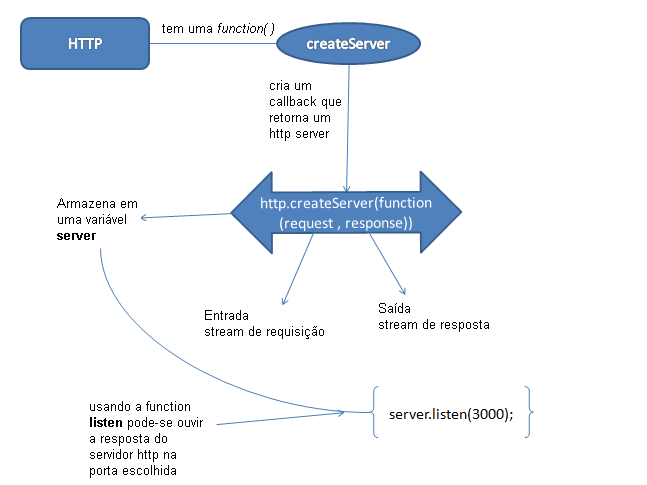 HTTP
tem uma function( )
createServer
cria um
callback que
retorna um
http server
http.createServer(function
(request , response))
Armazena em
uma variável
server
Entrada
stream de requisição
Saída
stream de resposta
usando a function
listen pode-se ouvir
a resposta do
servidor http na
porta escolhida
server.listen(3000);